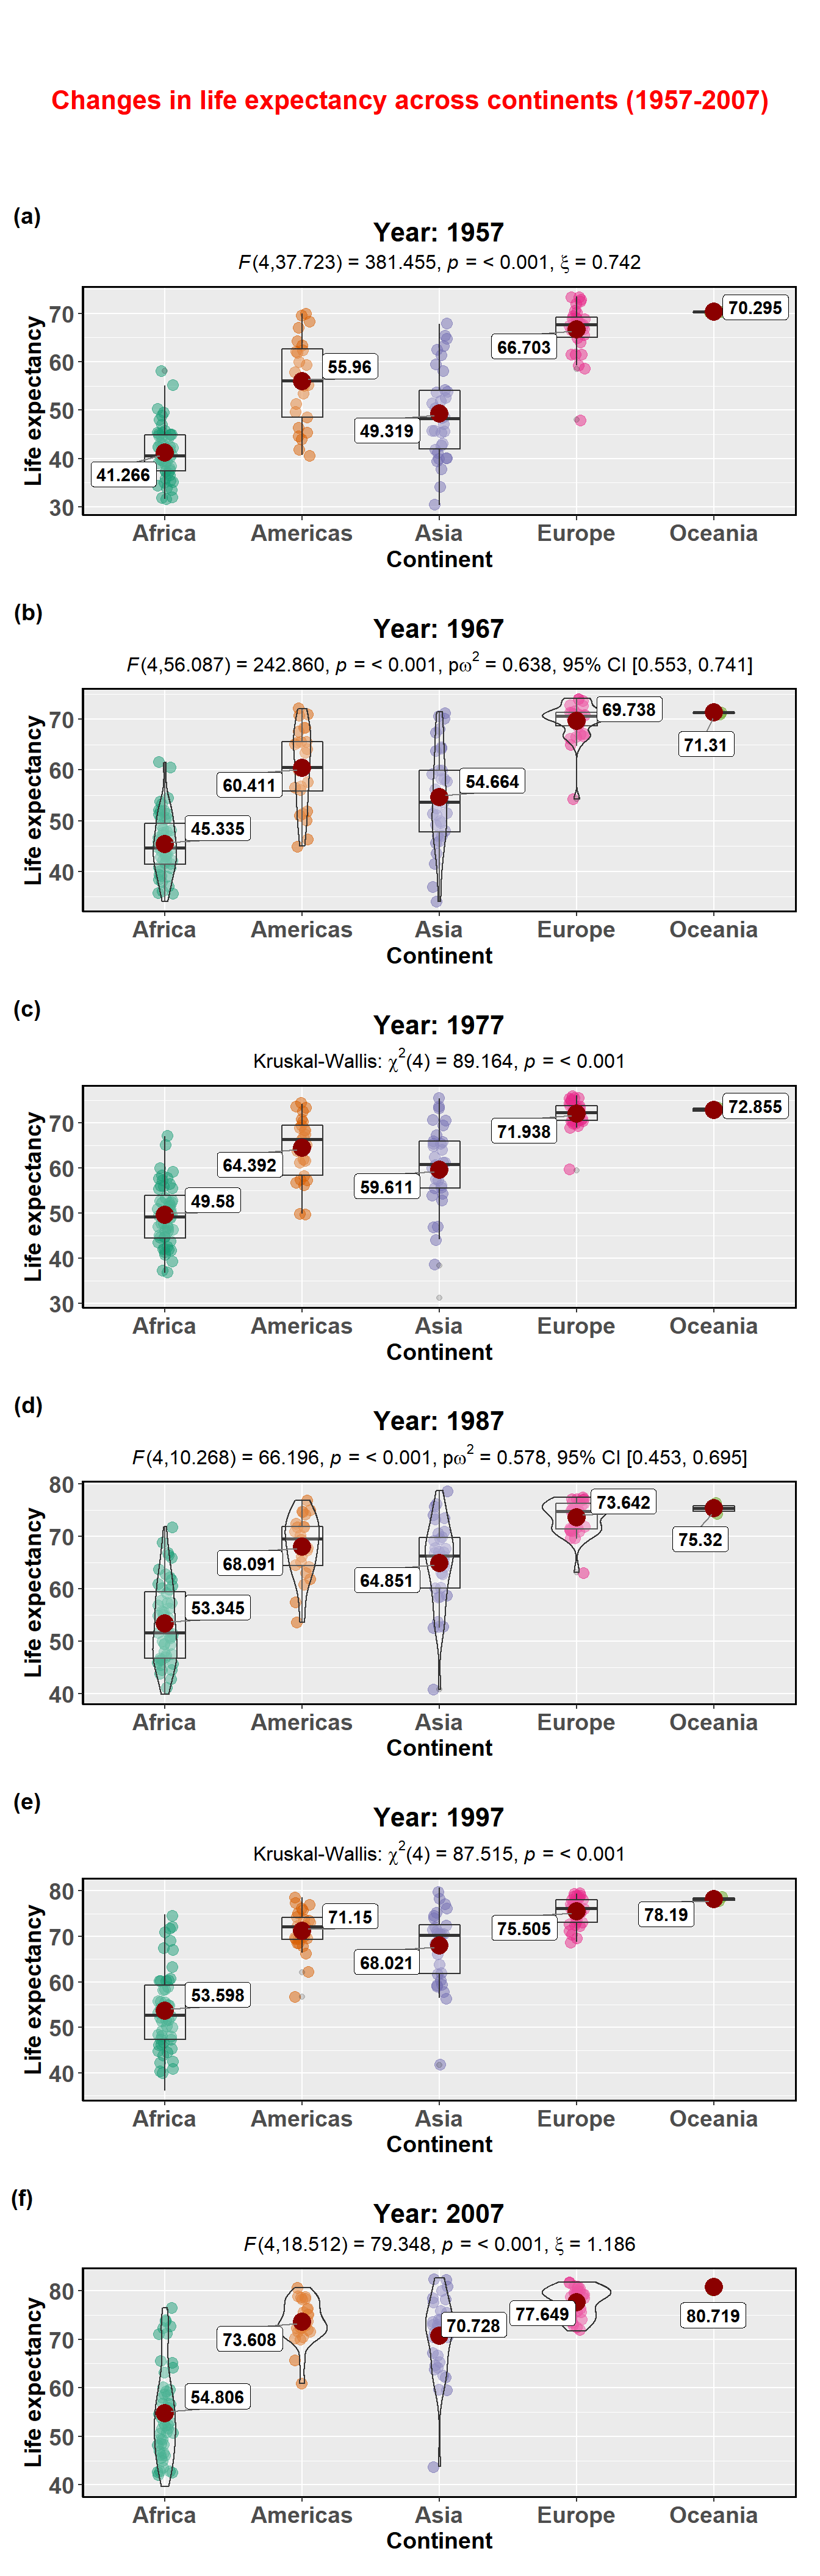 Changes in life expectancy across continents (1957-2007)
(a)
Year: 1957
F(4,37.723) = 381.455, p = < 0.001, ξ = 0.742
Life expectancy
70
60
50
40
30
41.266
55.96
49.319
66.703
70.295
Africa Americas Asia Europe Oceania
Continent
(b)
Year: 1967
F(4,56.087) = 242.860, p = < 0.001, pω² = 0.638, 95% CI [0.553, 0.741]
Life expectancy
70
60
50
40
45.335
60.411
54.664
69.738
71.31
Africa Americas Asia Europe Oceania
Continent
(c)
Year: 1977
Kruskal-Wallis: χ²(4) = 89.164, p = < 0.001
Life expectancy
70
60
50
40
30
49.58
64.392
59.611
71.938
72.855
Africa Americas Asia Europe Oceania
Continent
(d)
Year: 1987
F(4,10.268) = 66.196, p = < 0.001, pω² = 0.578, 95% CI [0.453, 0.695]
Life expectancy
80
70
60
50
40
53.345
68.091
64.851
73.642
75.32
Africa Americas Asia Europe Oceania
Continent
(e)
Year: 1997
Kruskal-Wallis: χ²(4) = 87.515, p = < 0.001
Life expectancy
80
70
60
50
40
53.598
71.15
68.021
75.505
78.19
Africa Americas Asia Europe Oceania
Continent
(f)
Year: 2007
F(4,18.512) = 79.348, p = < 0.001, ξ = 1.186
Life expectancy
80
70
60
50
40
54.806
73.608
70.728
77.649
80.719
Africa Americas Asia Europe Oceania
Continent